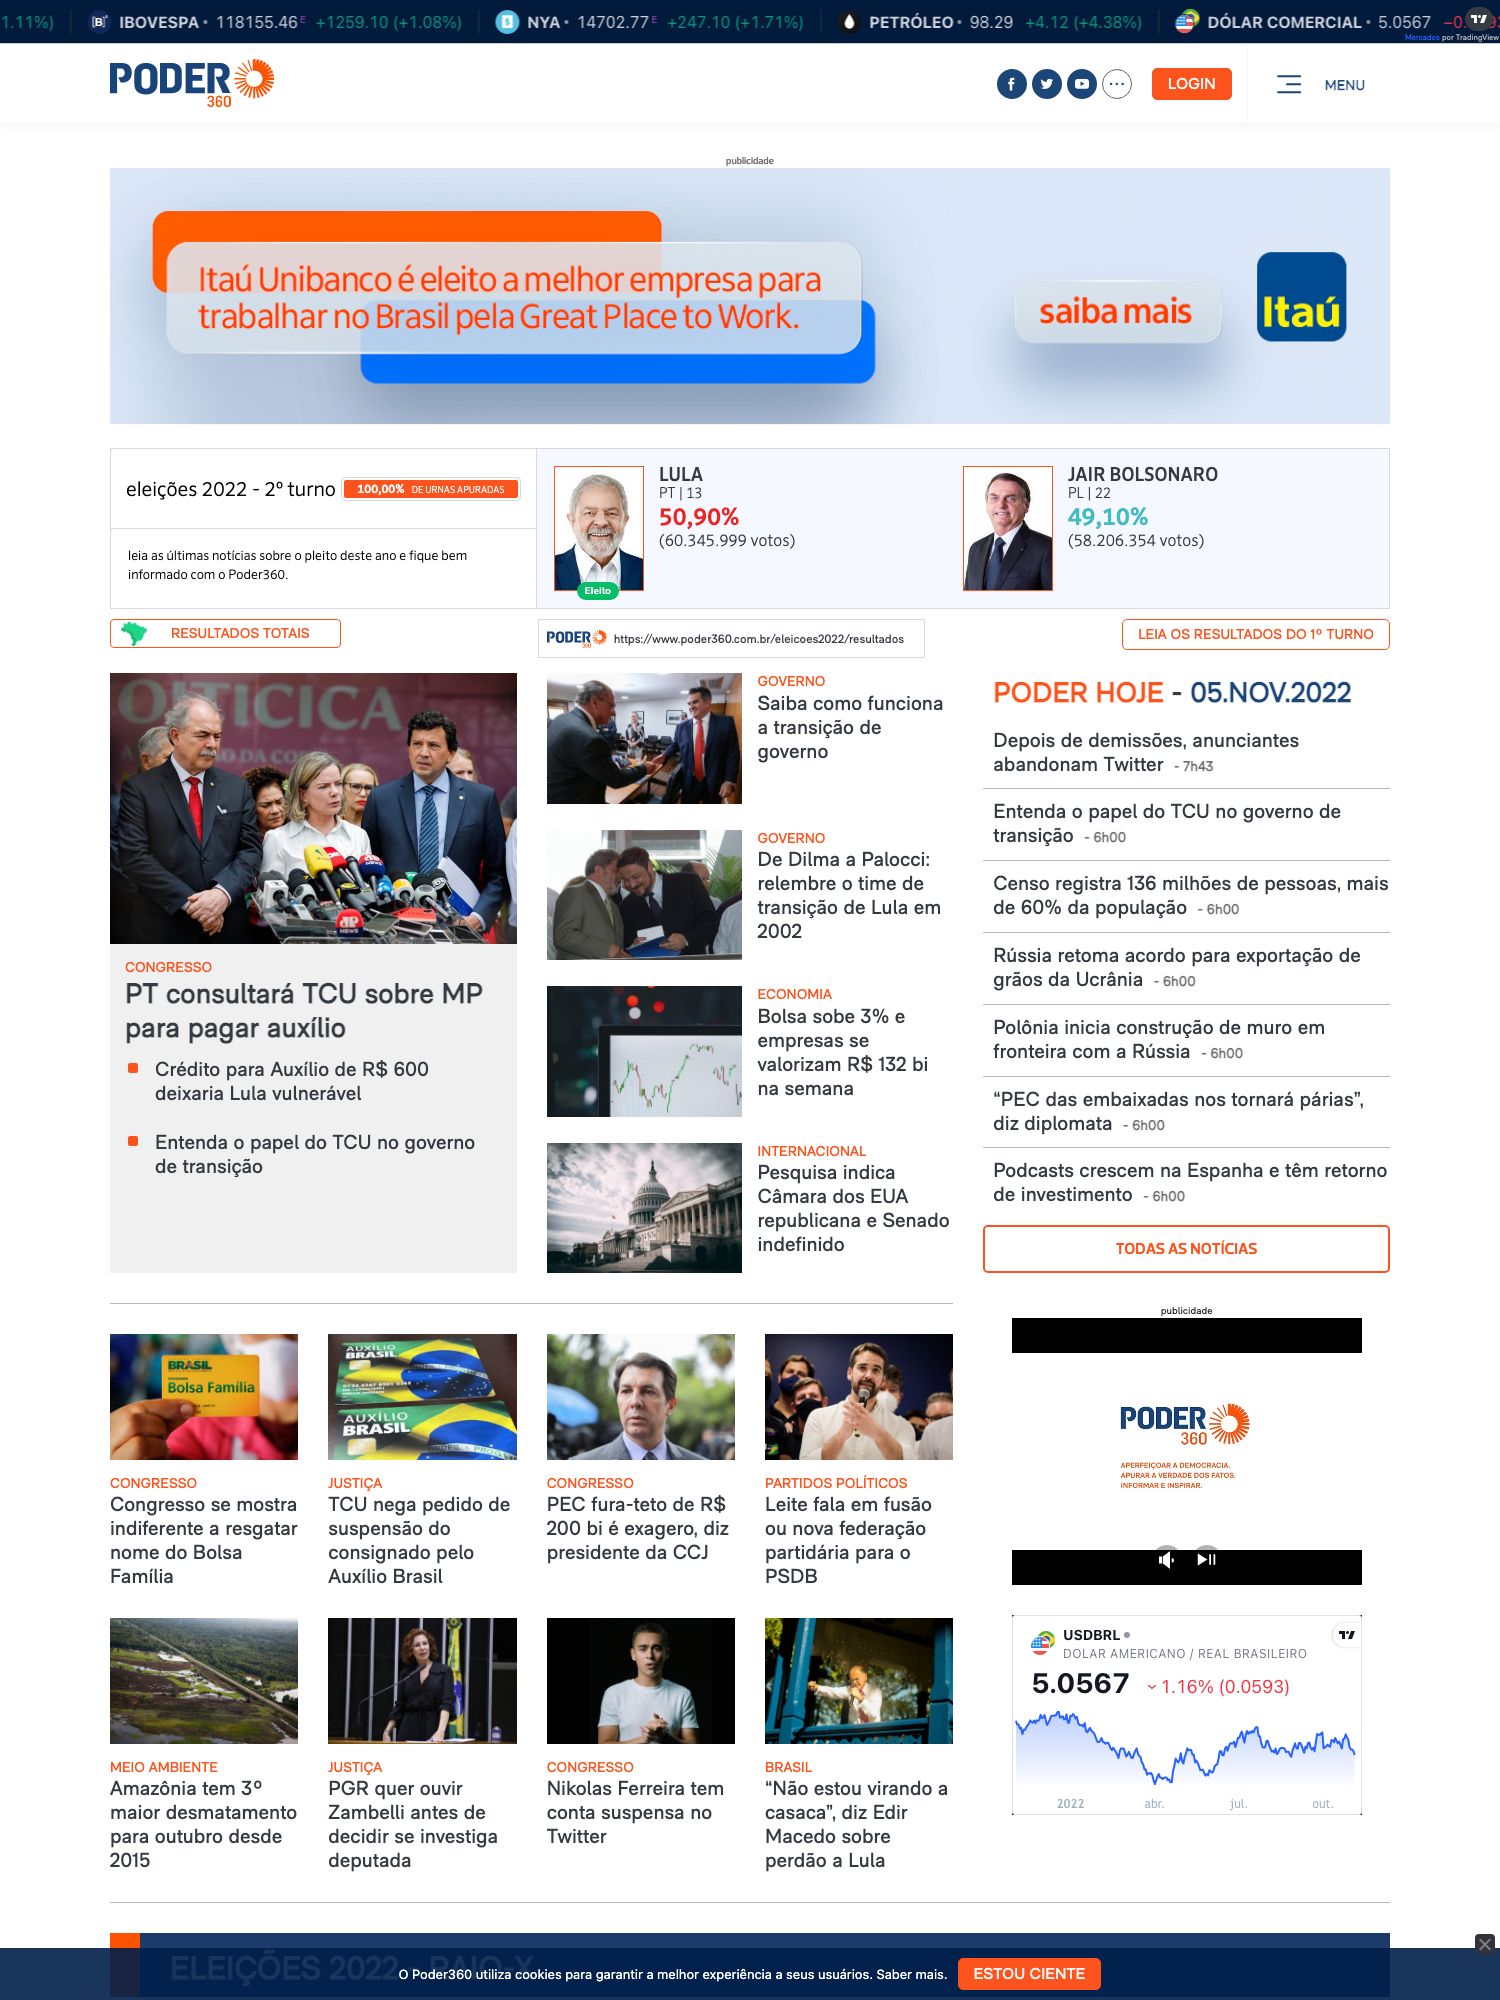 1.11%)
IBOVESPA 118155.46 E +1259.10 (+1.08%)
NYA 14702.77 E +247.10 (+1.71%)
PETRÓLEO 98.29 +4.12 (+4.38%)
DÓLAR COMERCIAL 5.0567
Mercados por TradingView
PODER
360
LOGIN
MENU
publicidade
Itaú Unibanco é eleito a melhor empresa para
trabalhar no Brasil pela Great Place to Work.
saiba mais
Itaú
eleições 2022 - 2º turno
100,00% DE URNAS APURADAS
leia as últimas notícias sobre o pleito deste ano e fique bem
informado com o Poder360.
LULA
PT | 13
50,90%
(60.345.999 votos)
Eleito
JAIR BOLSONARO
PL | 22
49,10%
(58.206.354 votos)
RESULTADOS TOTAIS
PODER
360
https://www.poder360.com.br/eleicoes2022/resultados
LEIA OS RESULTADOS DO 1º TURNO
OITICICA
CONGRESSO
PT consultará TCU sobre MP
para pagar auxílio
Crédito para Auxílio de R$ 600
deixaria Lula vulnerável
Entenda o papel do TCU no governo
de transição
GOVERNO
Saiba como funciona
a transição de
governo
GOVERNO
De Dilma a Palocci:
relembre o time de
transição de Lula em
2002
ECONOMIA
Bolsa sobe 3% e
empresas se
valorizam R$ 132 bi
na semana
INTERNACIONAL
Pesquisa indica
Câmara dos EUA
republicana e Senado
indefinido
PODER HOJE - 05.NOV.2022
Depois de demissões, anunciantes
abandonam Twitter - 7h43
Entenda o papel do TCU no governo de
transição - 6h00
Censo registra 136 milhões de pessoas, mais
de 60% da população - 6h00
Rússia retoma acordo para exportação de
grãos da Ucrânia - 6h00
Polônia inicia construção de muro em
fronteira com a Rússia - 6h00
“PEC das embaixadas nos tornará párias”,
diz diplomata - 6h00
Podcasts crescem na Espanha e têm retorno
de investimento - 6h00
TODAS AS NOTÍCIAS
BRASIL
Bolsa Família
CONGRESSO
Congresso se mostra
indiferente a resgatar
nome do Bolsa
Família
AUXÍLIO
BRASIL
AUXÍLIO
BRASIL
JUSTIÇA
TCU nega pedido de
suspensão do
consignado pelo
Auxílio Brasil
CONGRESSO
PEC fura-teto de R$
200 bi é exagero, diz
presidente da CCJ
PARTIDOS POLÍTICOS
Leite fala em fusão
ou nova federação
partidária para o
PSDB
MEIO AMBIENTE
Amazônia tem 3º
maior desmatamento
para outubro desde
2015
JUSTIÇA
PGR quer ouvir
Zambelli antes de
decidir se investiga
deputada
CONGRESSO
Nikolas Ferreira tem
conta suspensa no
Twitter
BRASIL
“Não estou virando a
casaca”, diz Edir
Macedo sobre
perdão a Lula
publicidade
PODER
360
APERFEIÇOAR A DEMOCRACIA.
APURAR A VERDADE DOS FATOS.
INFORMAR E INSPIRAR.
USDBRL
DOLAR AMERICANO / REAL BRASILEIRO
5.0567 1.16% (0.0593)
2022 abr. jul. out.
ELEIÇÕES 2022 - RAIO-X
O Poder360 utiliza cookies para garantir a melhor experiência a seus usuários. Saber mais.
ESTOU CIENTE